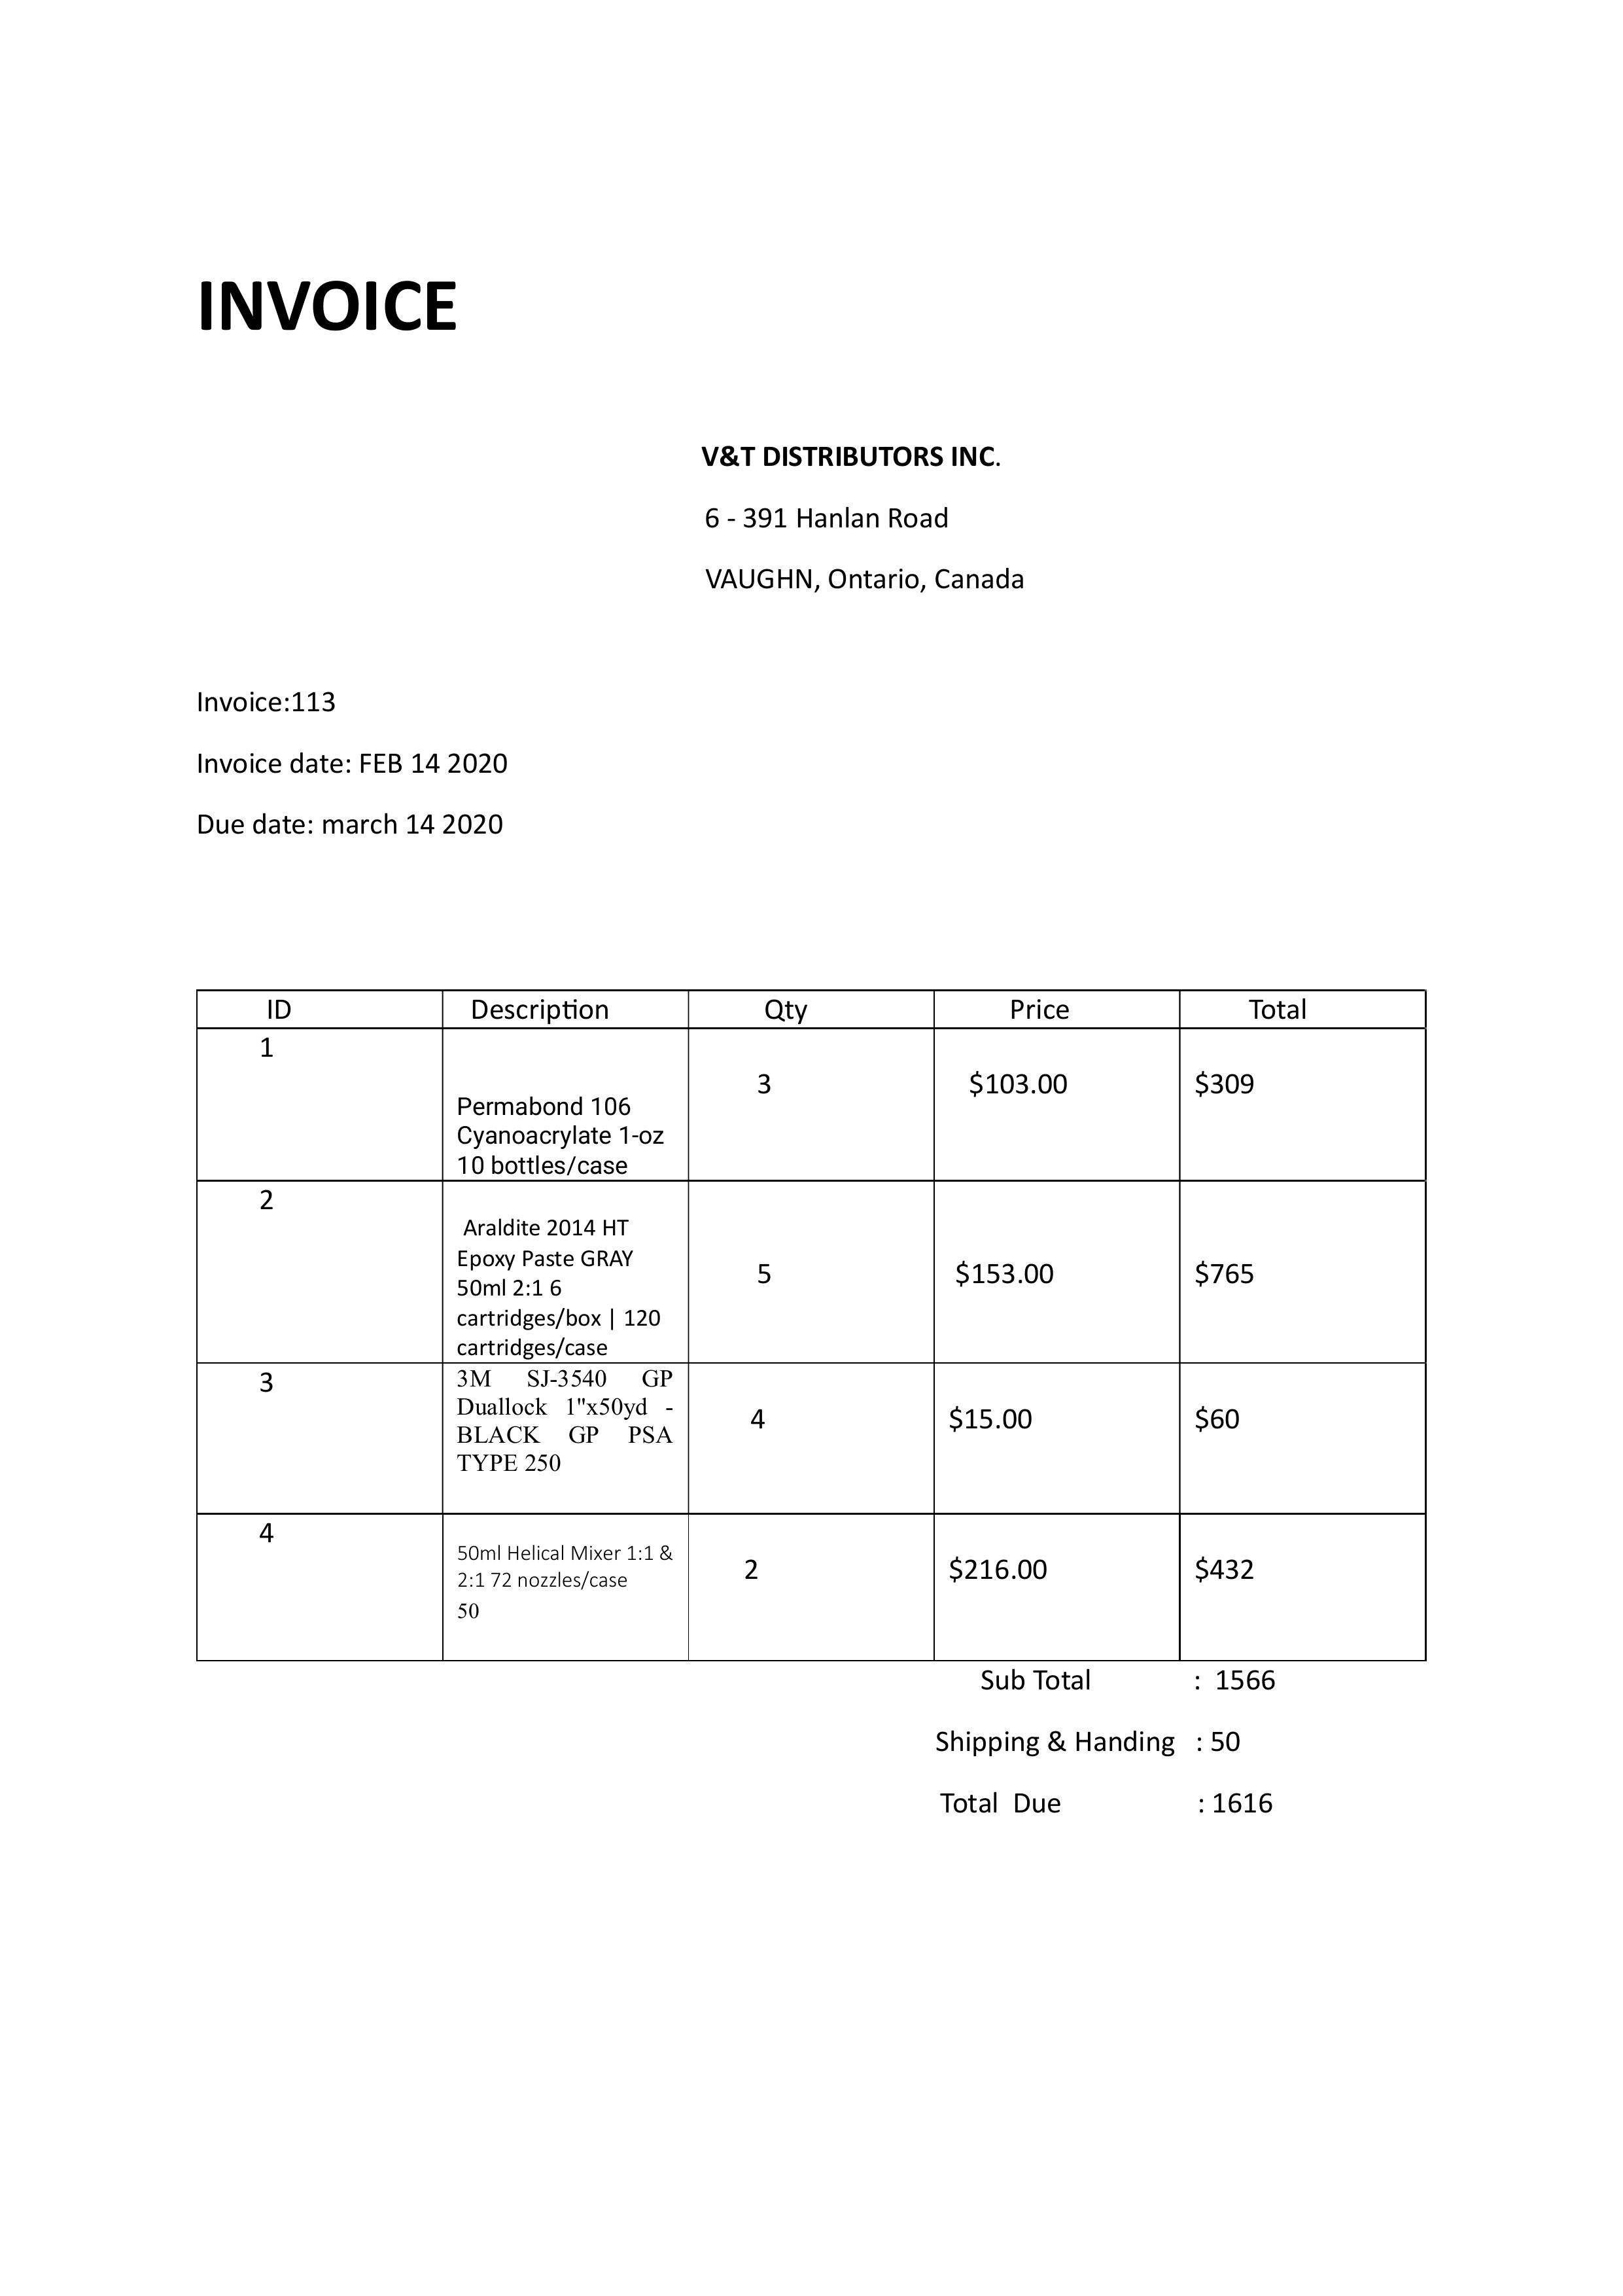 INVOICE
V&T DISTRIBUTORS INC.
6 - 391 Hanlan Road
VAUGHN, Ontario, Canada
Invoice:113
Invoice date: FEB 14 2020
Due date: march 14 2020
ID Description Qty Price Total
1
Permabond 106
Cyanoacrylate 1-oz
10 bottles/case
3 $103.00 $309
2
Araldite 2014 HT
Epoxy Paste GRAY
50ml 2:1 6
cartridges/box | 120
cartridges/case
5 $153.00 $765
3
3M SJ-3540 GP
Duallock 1"x50yd -
BLACK GP PSA
TYPE 250
4 $15.00 $60
4
50ml Helical Mixer 1:1 &
2:1 72 nozzles/case
50
2 $216.00 $432
Sub Total : 1566
Shipping & Handing : 50
Total Due : 1616